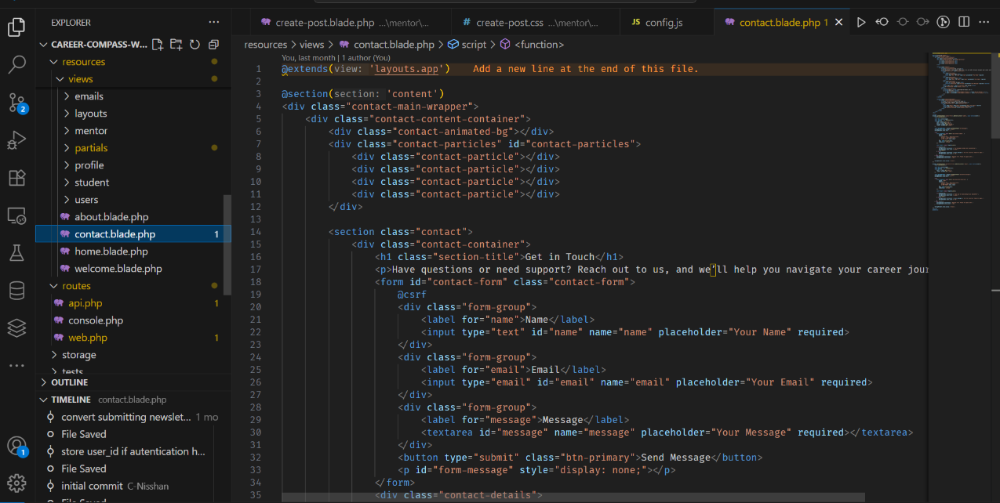 EXPLORER
create-post.blade.php ...\mentor\...
# create-post.css ...\mentor\...
JS config.js
contact.blade.php 1
CAREER-COMPASS-W...
resources > views > contact.blade.php > script > <function>
resources
views
emails
layouts
mentor
partials
profile
student
users
about.blade.php
contact.blade.php 1
home.blade.php
welcome.blade.php
routes
api.php 1
console.php
web.php 1
storage
tests
OUTLINE
TIMELINE contact.blade.php
convert submitting newslet... 1 mo
File Saved
store user_id if autentication h...
File Saved
initial commit C-Nisshan
File Saved
2
1
You, last month | 1 author (You)
1 @extends(view: 'layouts.app') Add a new line at the end of this file.
2
3 @section(section: 'content')
4 <div class="contact-main-wrapper">
5 <div class="contact-content-container">
6 <div class="contact-animated-bg"></div>
7 <div class="contact-particles" id="contact-particles">
8 <div class="contact-particle"></div>
9 <div class="contact-particle"></div>
10 <div class="contact-particle"></div>
11 <div class="contact-particle"></div>
12 </div>
13
14 <section class="contact">
15 <div class="contact-container">
16 <h1 class="section-title">Get in Touch</h1>
17 <p>Have questions or need support? Reach out to us, and we’ll help you navigate your career jour
18 <form id="contact-form" class="contact-form">
19 @csrf
20 <div class="form-group">
21 <label for="name">Name</label>
22 <input type="text" id="name" name="name" placeholder="Your Name" required>
23 </div>
24 <div class="form-group">
25 <label for="email">Email</label>
26 <input type="email" id="email" name="email" placeholder="Your Email" required>
27 </div>
28 <div class="form-group">
29 <label for="message">Message</label>
30 <textarea id="message" name="message" placeholder="Your Message" required></textarea>
31 </div>
32 <button type="submit" class="btn-primary">Send Message</button>
33 <p id="form-message" style="display: none;"></p>
34 </form>
35 <div class="contact-details">